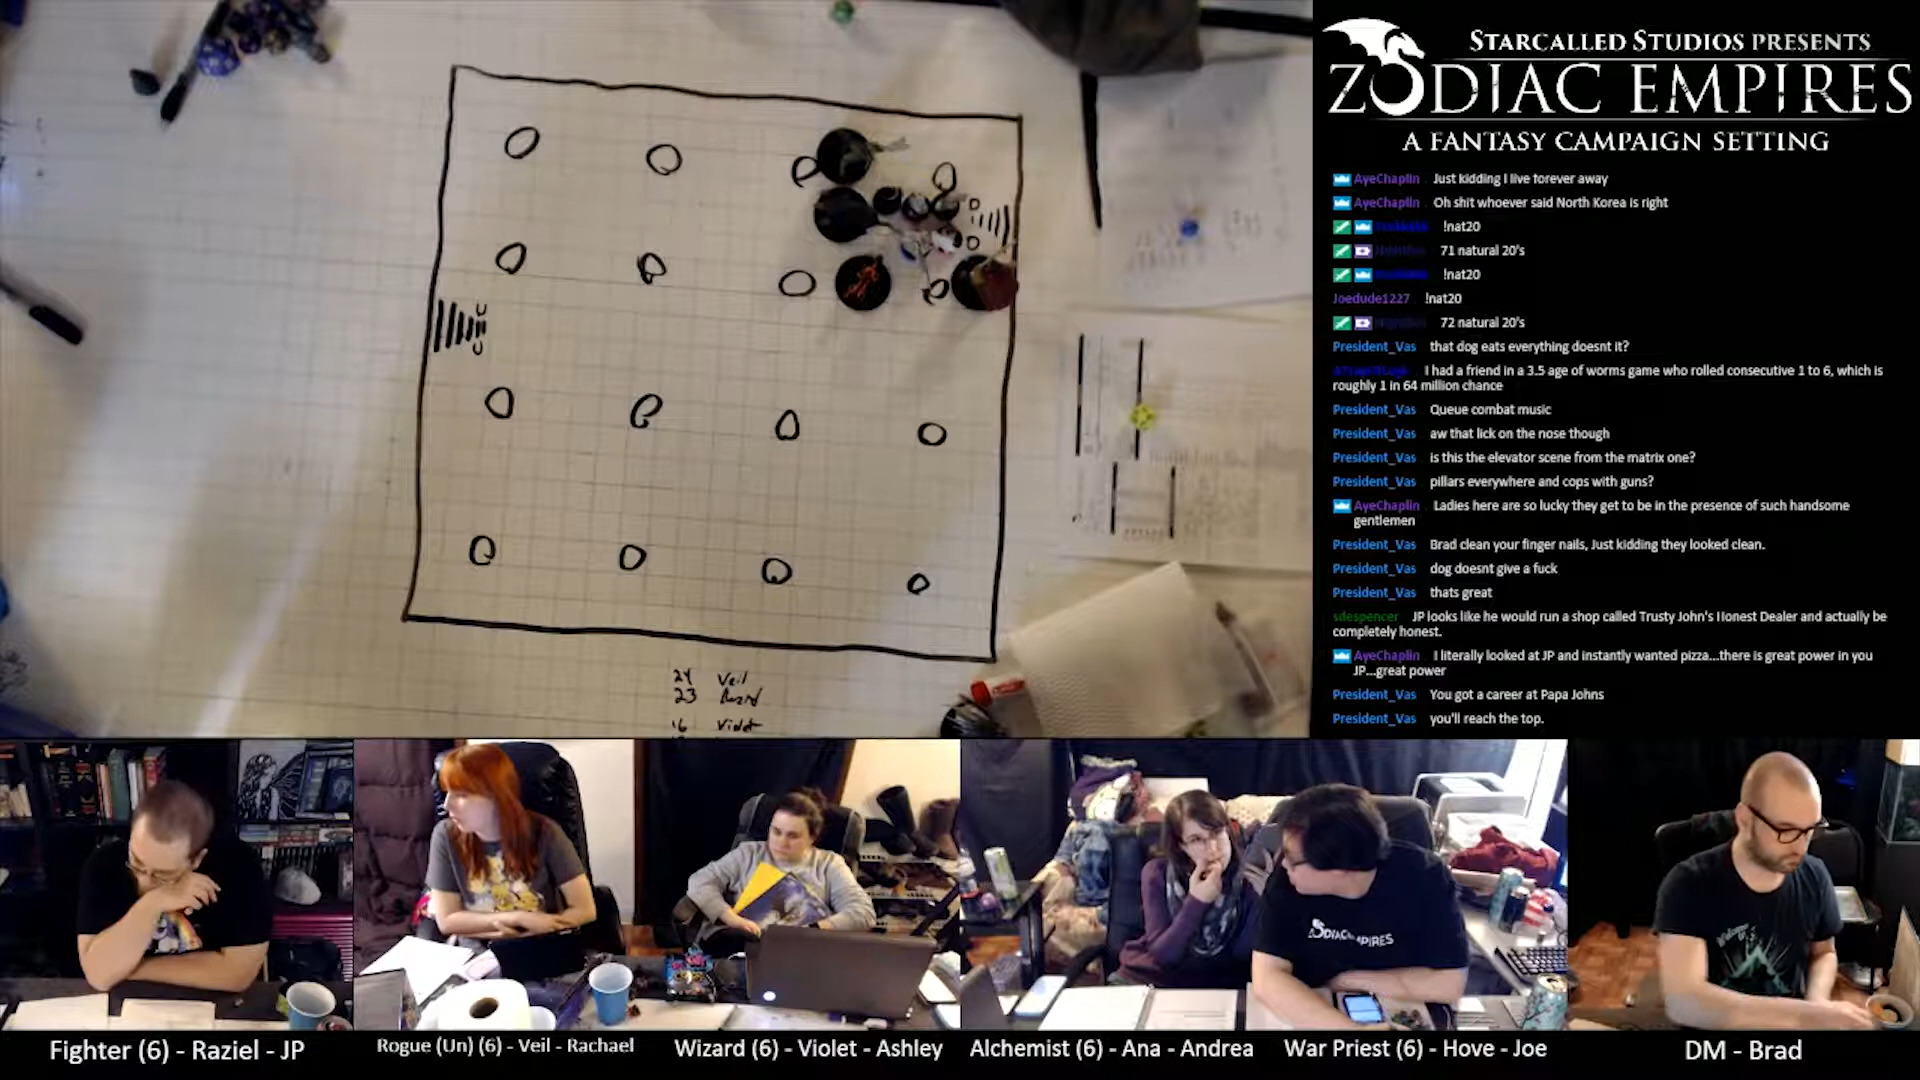 STARCALLED STUDIOS PRESENTS
ZODIAC EMPIRES
A FANTASY CAMPAIGN SETTING
AyeChaplin Just kidding I live forever away
AyeChaplin Oh shit whoever said North Korea is right
!nat20
71 natural 20's
!nat20
Joedude1227 !nat20
72 natural 20's
President_Vas that dog eats everything doesnt it?
I had a friend in a 3.5 age of worms game who rolled consecutive 1 to 6, which is
roughly 1 in 64 million chance
President_Vas Queue combat music
President_Vas aw that lick on the nose though
President_Vas is this the elevator scene from the matrix one?
President_Vas pillars everywhere and cops with guns?
AyeChaplin Ladies here are so lucky they get to be in the presence of such handsome
gentlemen
President_Vas Brad clean your finger nails, Just kidding they looked clean.
President_Vas dog doesnt give a fuck
President_Vas thats great
sdespencer JP looks like he would run a shop called Trusty John's Honest Dealer and actually be
completely honest.
AyeChaplin I literally looked at JP and instantly wanted pizza...there is great power in you
JP...great power
President_Vas You got a career at Papa Johns
President_Vas you'll reach the top.
24 Veil
23
16 Violet
ZODIAC EMPIRES
Fighter (6) - Raziel - JP
Rogue (Un) (6) - Veil - Rachael
Wizard (6) - Violet - Ashley
Alchemist (6) - Ana - Andrea
War Priest (6) - Hove - Joe
DM - Brad